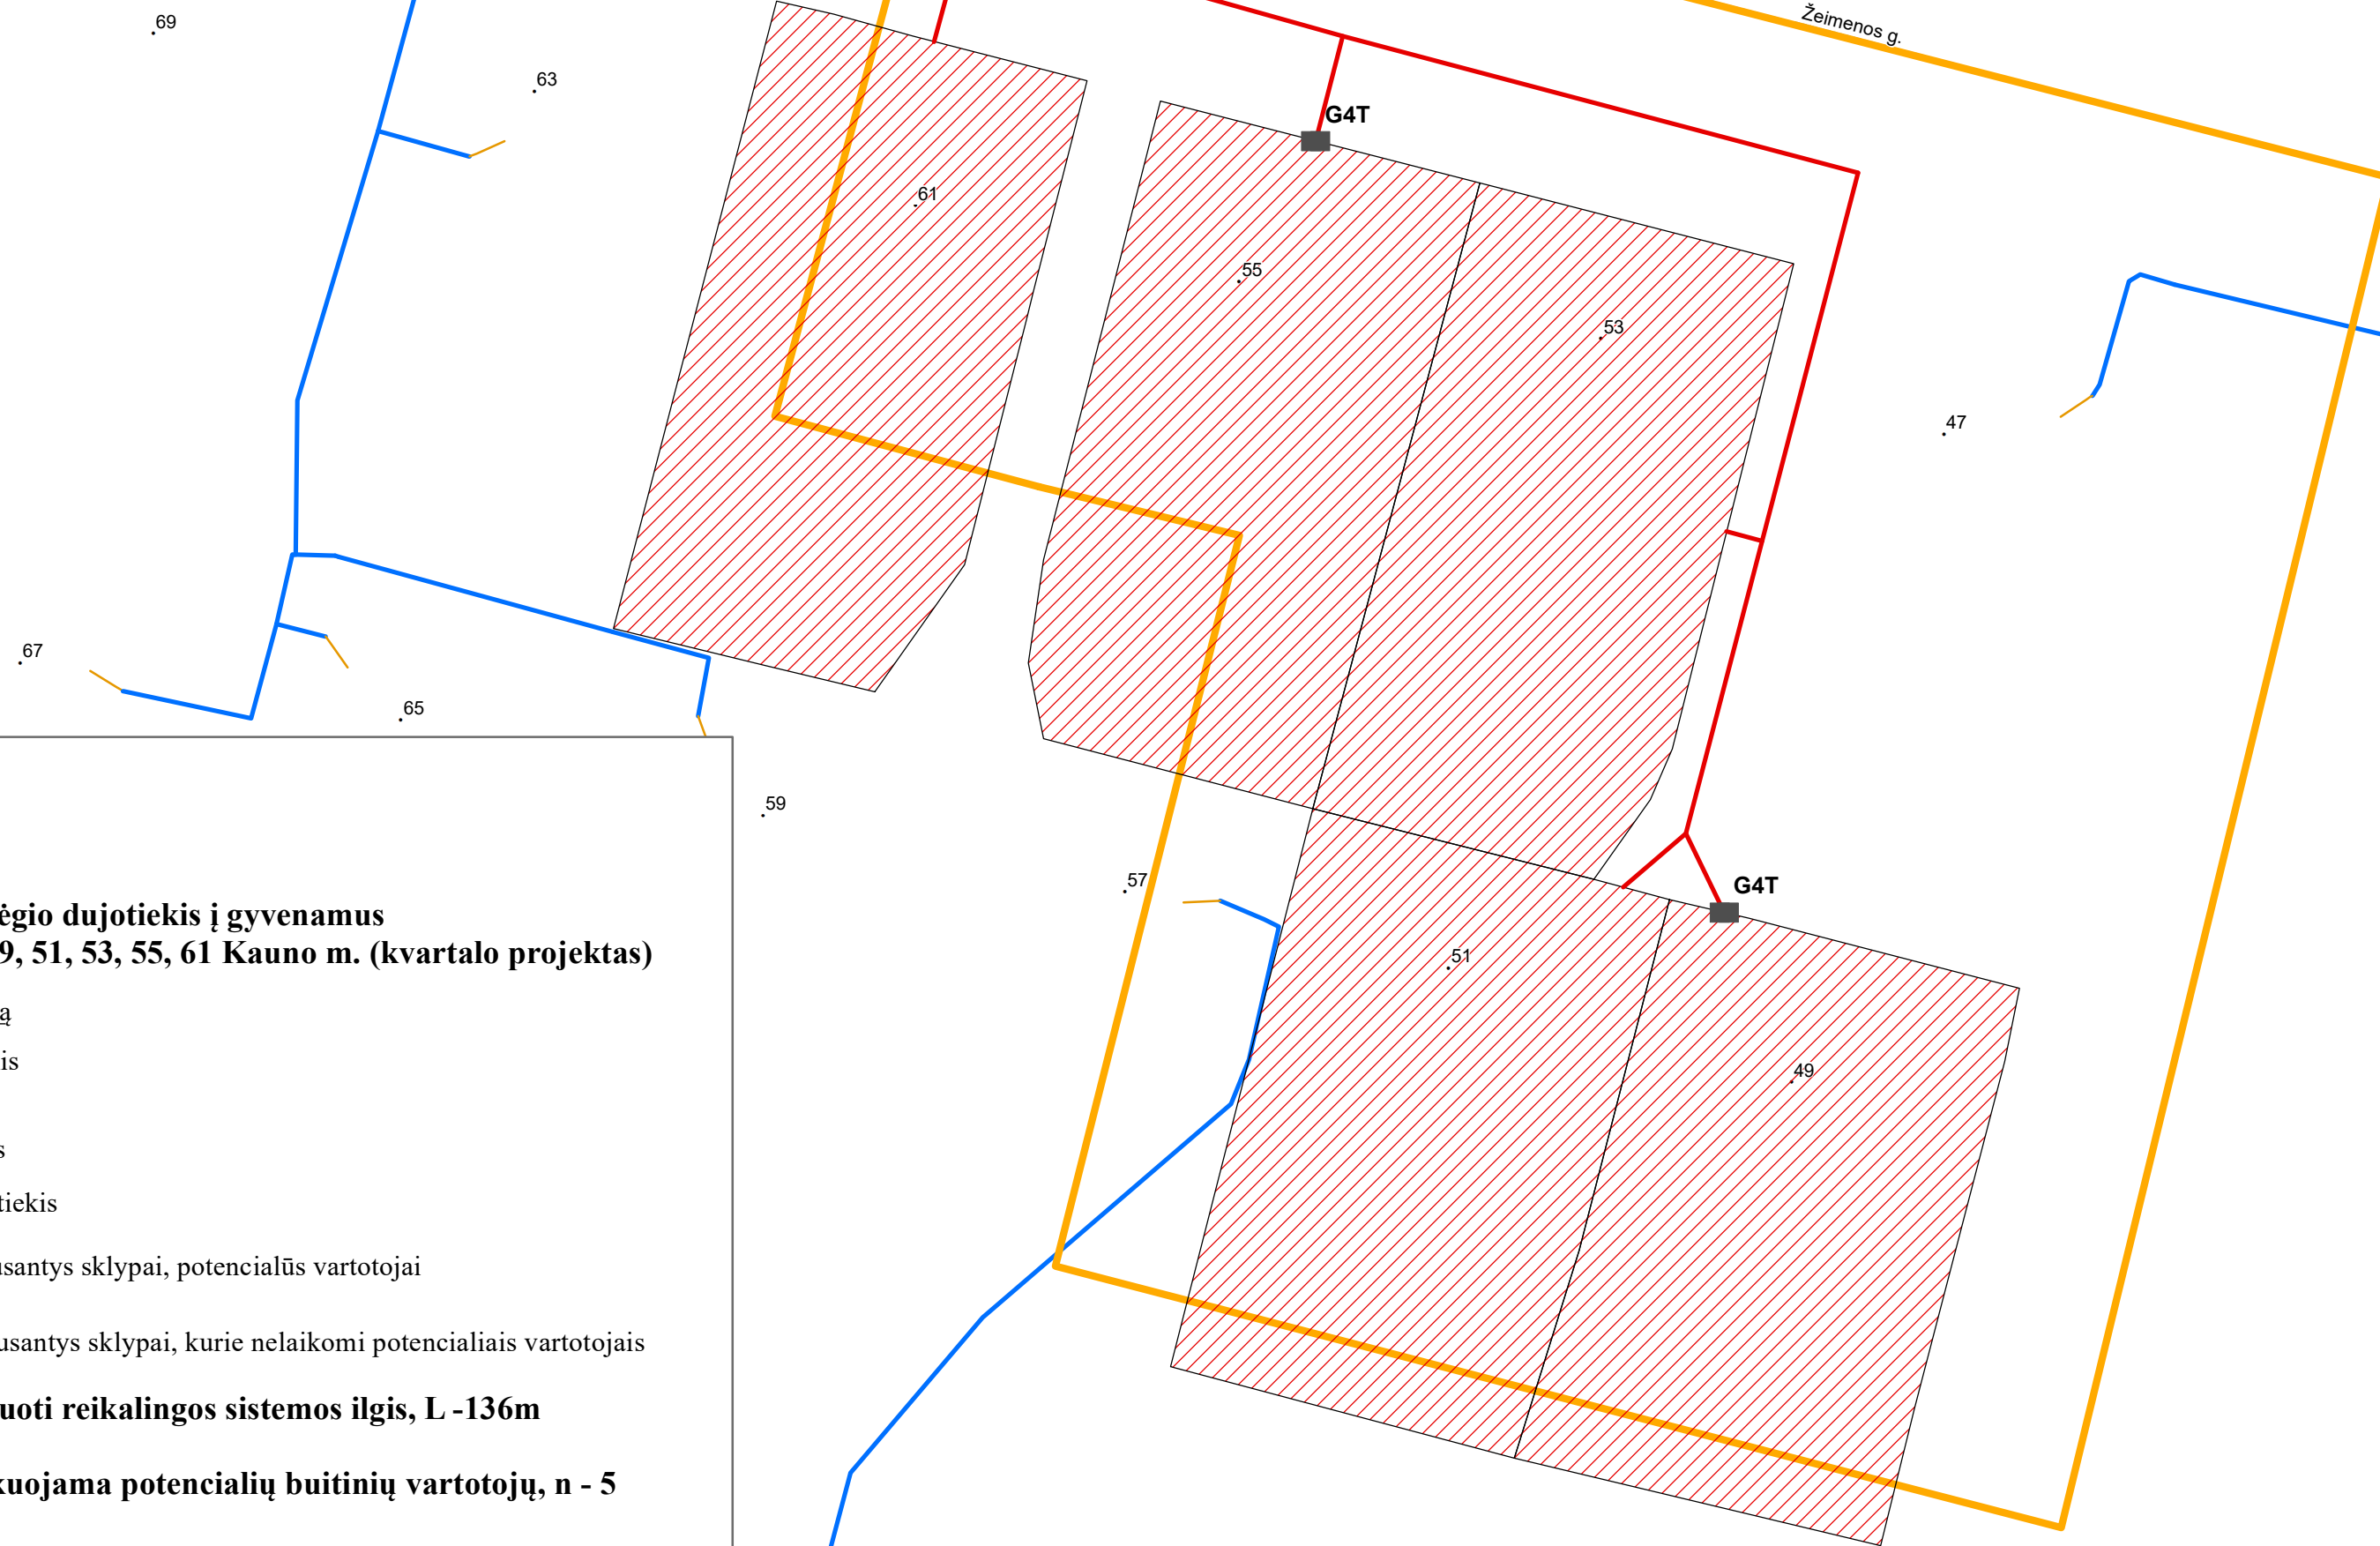 Žeimenos g.
69
63
G4T
61
55
53
47
67
65
59
57
G4T
51
49
ėgio dujotiekis į gyvenamus
9, 51, 53, 55, 61 Kauno m. (kvartalo projektas)
ą
is
s
tiekis
usantys sklypai, potencialūs vartotojai
usantys sklypai, kurie nelaikomi potencialiais vartotojais
uoti reikalingos sistemos ilgis, L -136m
kuojama potencialių buitinių vartotojų, n - 5